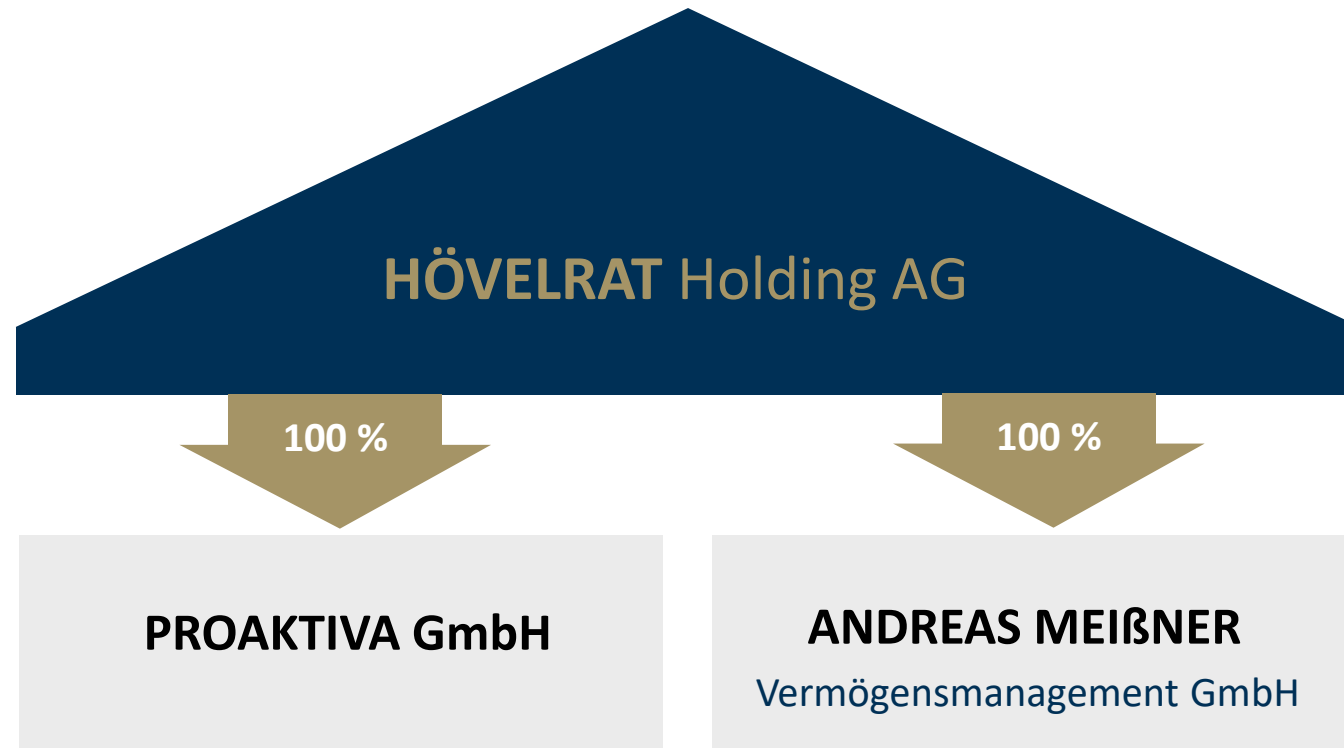 HÖVELRAT Holding AG
100 %
100 %
PROAKTIVA GmbH
ANDREAS MEIßNER
Vermögensmanagement GmbH